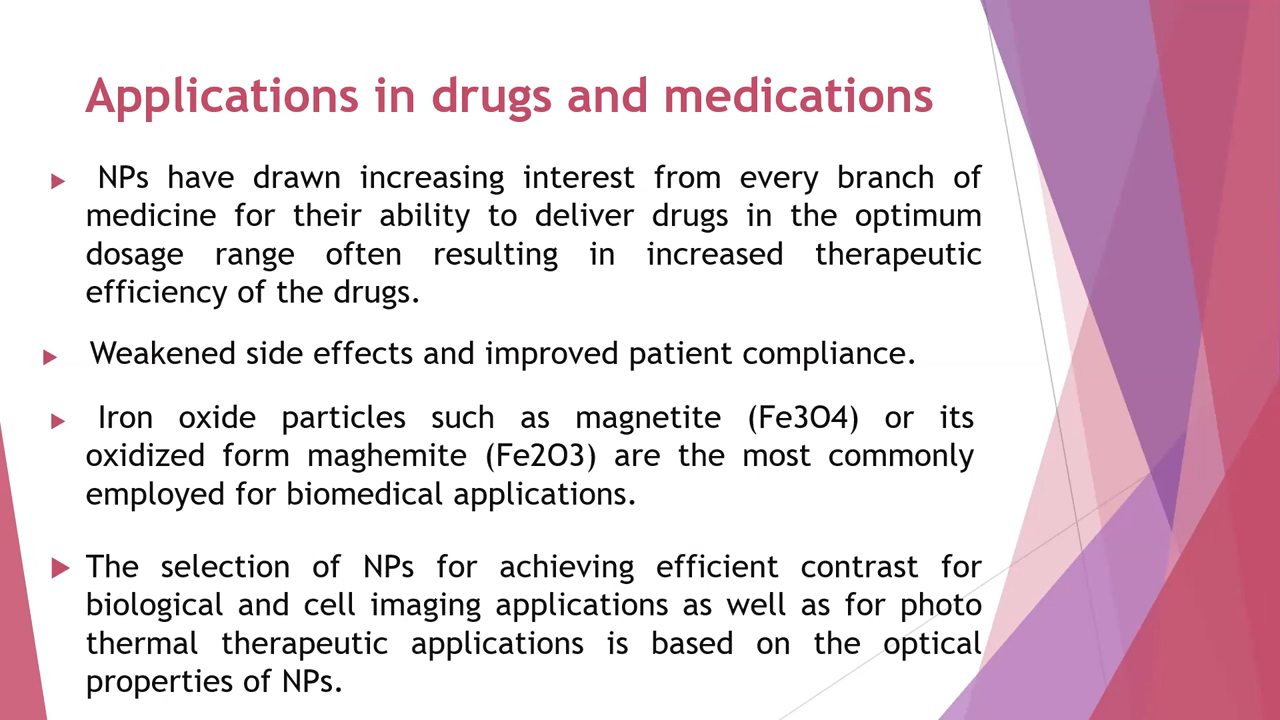 Applications in drugs and medications
NPs have drawn increasing interest from every branch of
medicine for their ability to deliver drugs in the optimum
dosage range often resulting in increased therapeutic
efficiency of the drugs.
Weakened side effects and improved patient compliance.
Iron oxide particles such as magnetite (Fe3O4) or its
oxidized form maghemite (Fe2O3) are the most commonly
employed for biomedical applications.
The selection of NPs for achieving efficient contrast for
biological and cell imaging applications as well as for photo
thermal therapeutic applications is based on the optical
properties of NPs.